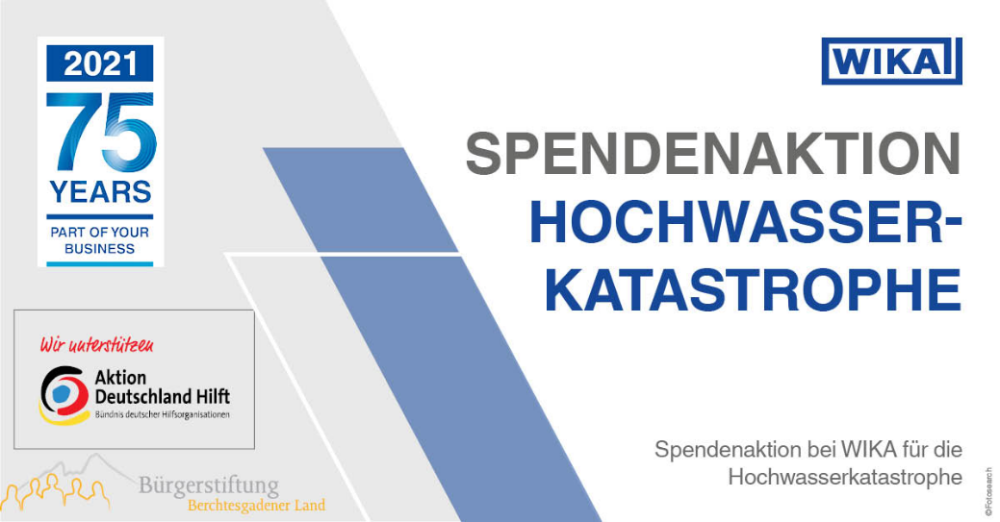 2021
75
YEARS
PART OF YOUR
BUSINESS
WIKA
SPENDENAKTION
HOCHWASSER-
KATASTROPHE
Wir unterstützen
Aktion
Deutschland Hilft
Bündnis deutscher Hilfsorganisationen
Bürgerstiftung
Berchtesgadener Land
Spendenaktion bei WIKA für die
Hochwasserkatastrophe
©Fotosearch